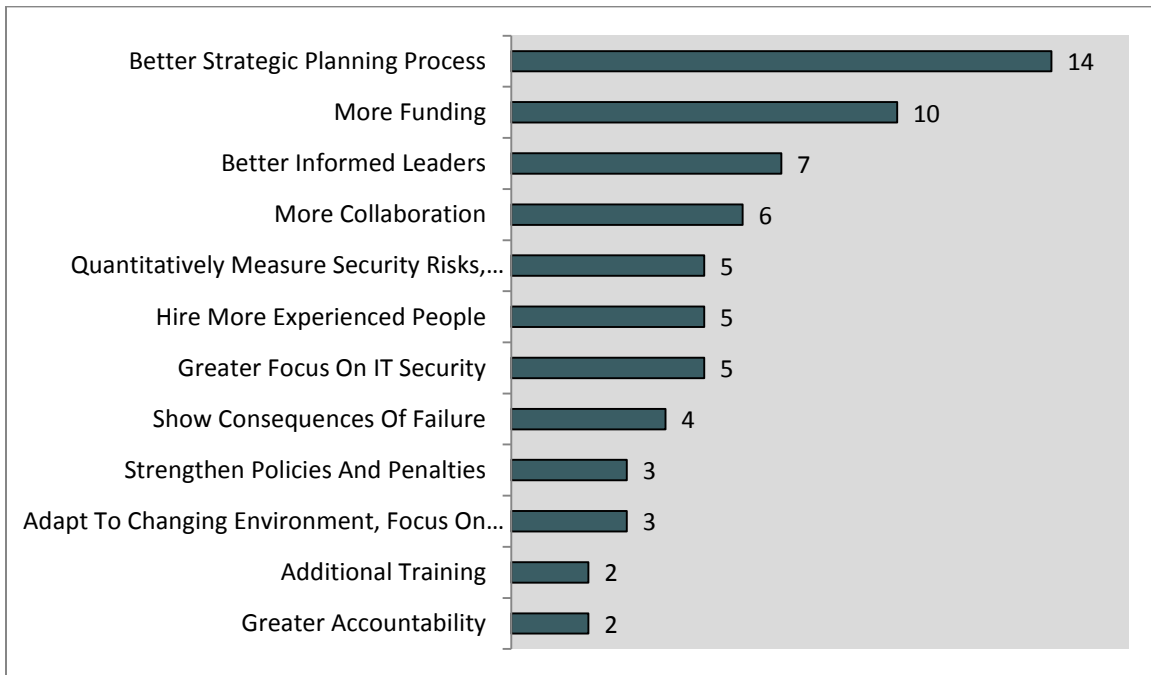 Better Strategic Planning Process 14
More Funding 10
Better Informed Leaders 7
More Collaboration 6
Quantitatively Measure Security Risks,... 5
Hire More Experienced People 5
Greater Focus On IT Security 5
Show Consequences Of Failure 4
Strengthen Policies And Penalties 3
Adapt To Changing Environment, Focus On... 3
Additional Training 2
Greater Accountability 2